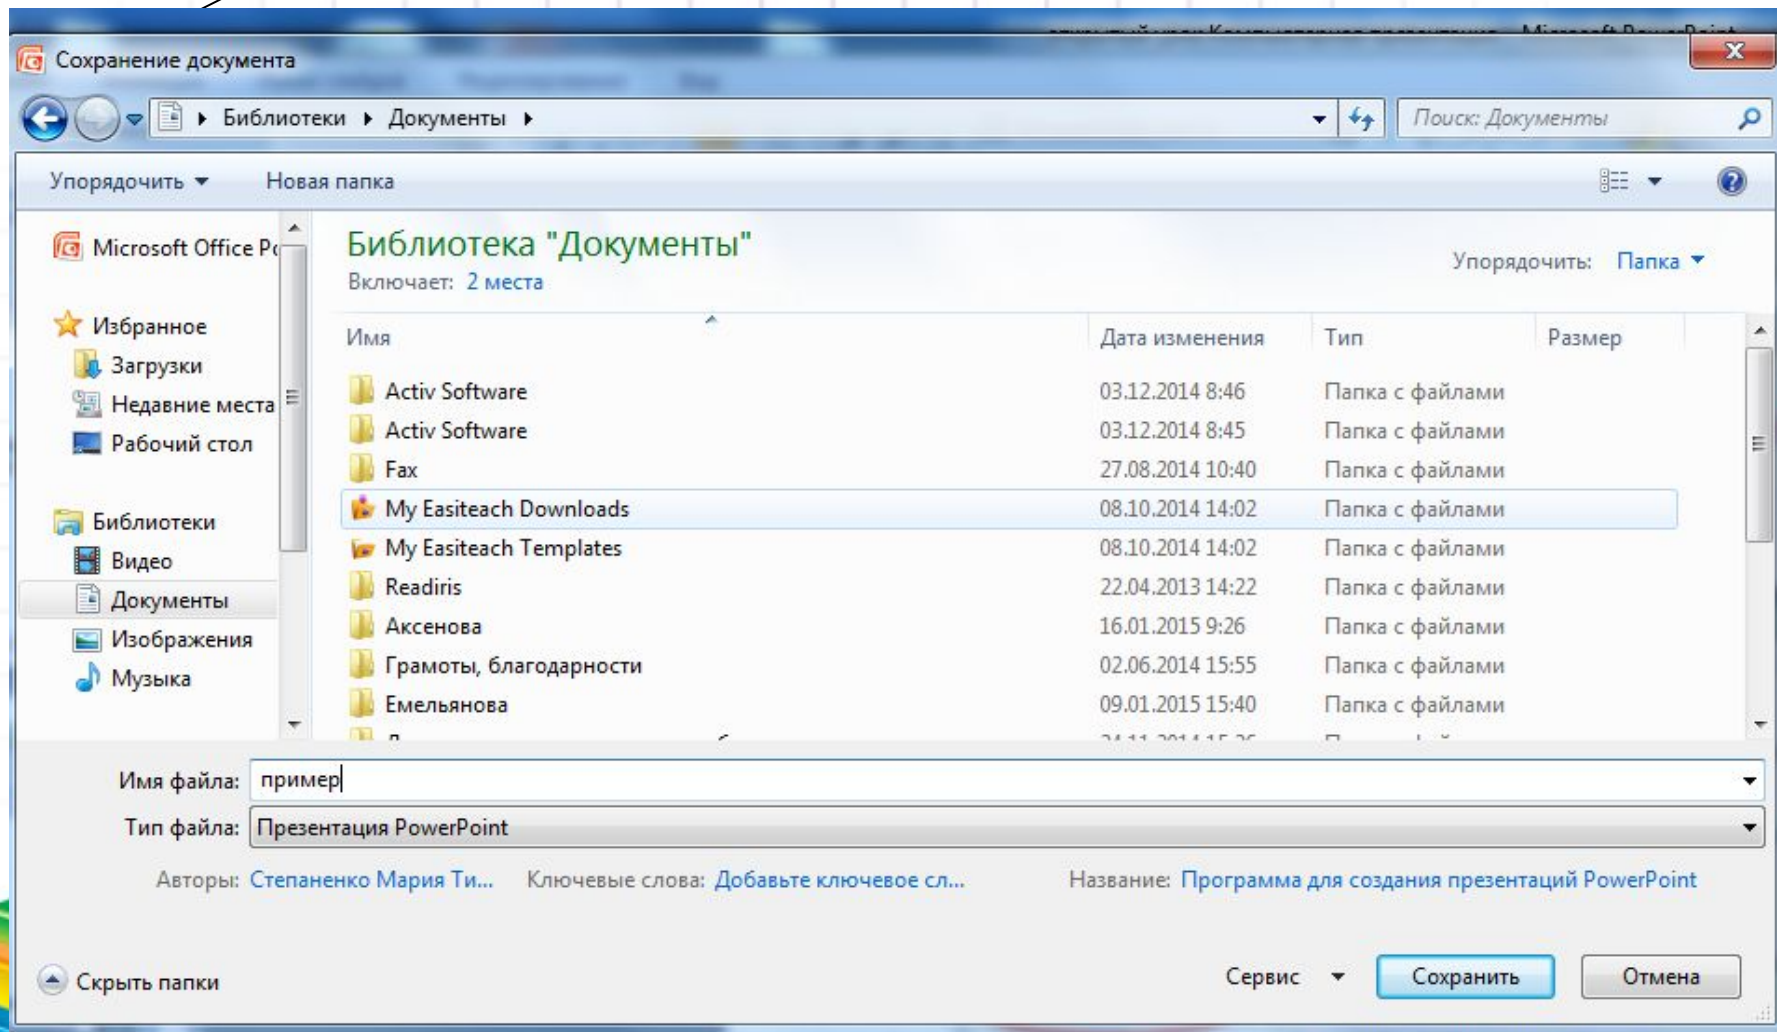 Сохранение документа
Библиотеки Документы
Поиск: Документы
Упорядочить Новая папка
Microsoft Office Po
Избранное
Загрузки
Недавние места
Рабочий стол
Библиотеки
Видео
Документы
Изображения
Музыка
Библиотека "Документы"
Включает: 2 места
Упорядочить: Папка
Имя Дата изменения Тип Размер
Activ Software 03.12.2014 8:46 Папка с файлами
Activ Software 03.12.2014 8:45 Папка с файлами
Fax 27.08.2014 10:40 Папка с файлами
My Easiteach Downloads 08.10.2014 14:02 Папка с файлами
My Easiteach Templates 08.10.2014 14:02 Папка с файлами
Readiris 22.04.2013 14:22 Папка с файлами
Аксенова 16.01.2015 9:26 Папка с файлами
Грамоты, благодарности 02.06.2014 15:55 Папка с файлами
Емельянова 09.01.2015 15:40 Папка с файлами
Имя файла: пример
Тип файла: Презентация PowerPoint
Авторы: Степаненко Мария Ти... Ключевые слова: Добавьте ключевое сл... Название: Программа для создания презентаций PowerPoint
Скрыть папки Сервис Сохранить Отмена